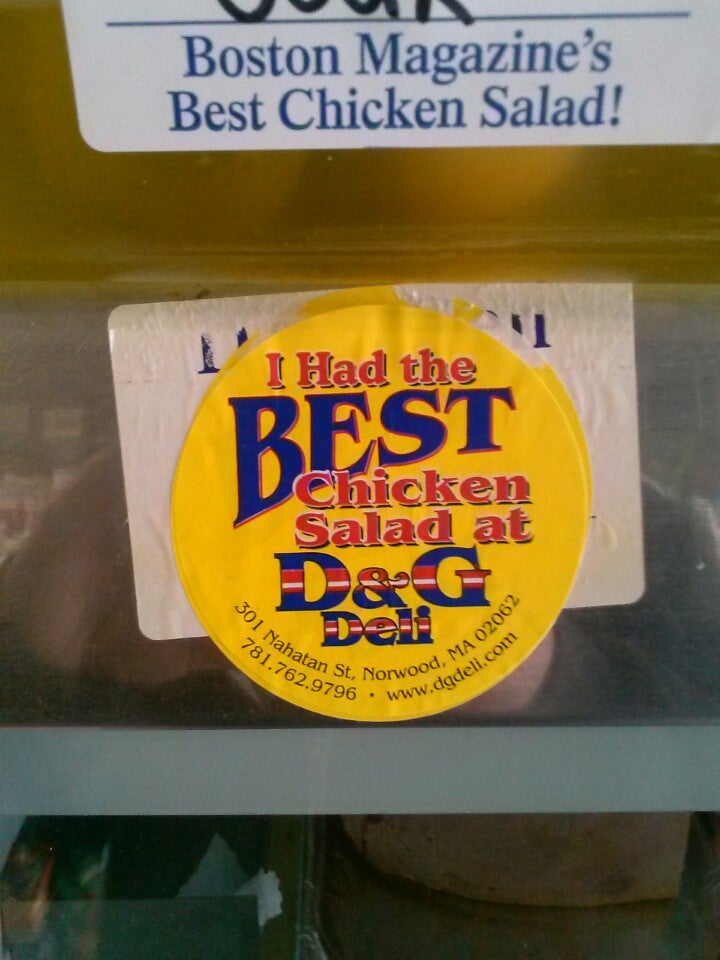 Boston Magazine's
Best Chicken Salad!
I Had the
BEST
Chicken
Salad at
D&G
Deli
301 Nahatan St, Norwood, MA 02062
781.762.9796 • www.dgdeli.com